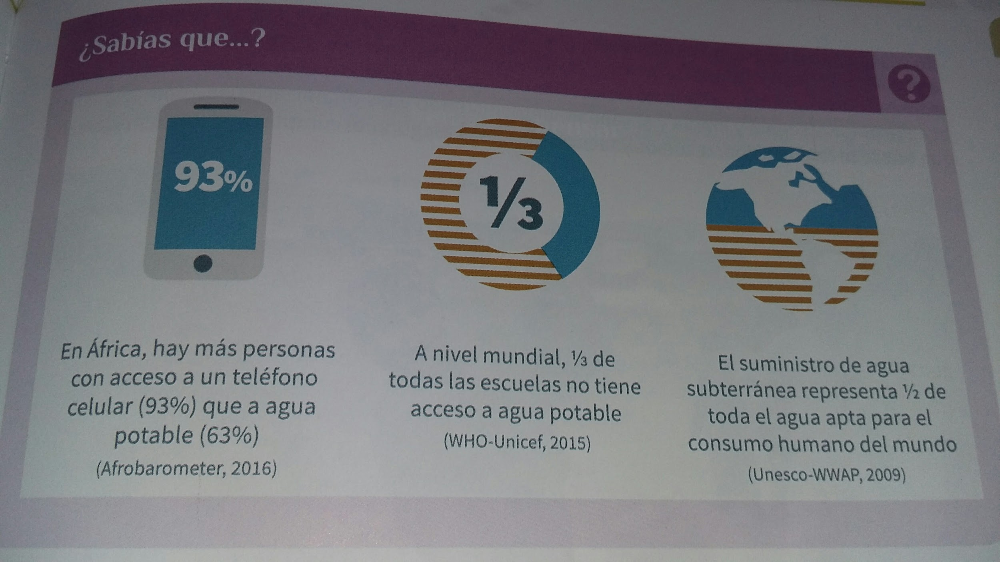 ¿Sabías que...?
?
93%
1/3
En África, hay más personas
con acceso a un teléfono
celular (93%) que a agua
potable (63%)
(Afrobarometer, 2016)
A nivel mundial, ⅓ de
todas las escuelas no tiene
acceso a agua potable
(WHO-Unicef, 2015)
El suministro de agua
subterránea representa ½ de
toda el agua apta para el
consumo humano del mundo
(Unesco-WWAP, 2009)